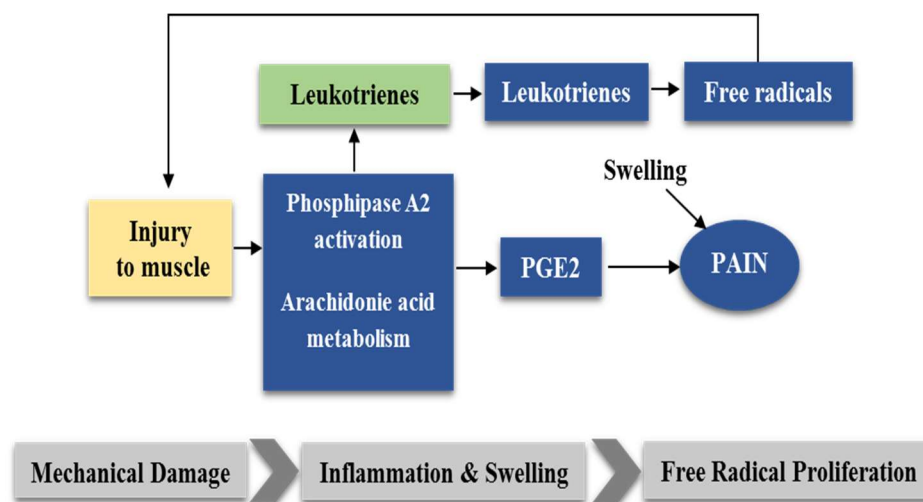 Leukotrienes
Leukotrienes
Free radicals
Swelling
Injury
to muscle
Phosphipase A2
activation
Arachidonie acid
metabolism
PGE2
PAIN
Mechanical Damage
Inflammation & Swelling
Free Radical Proliferation